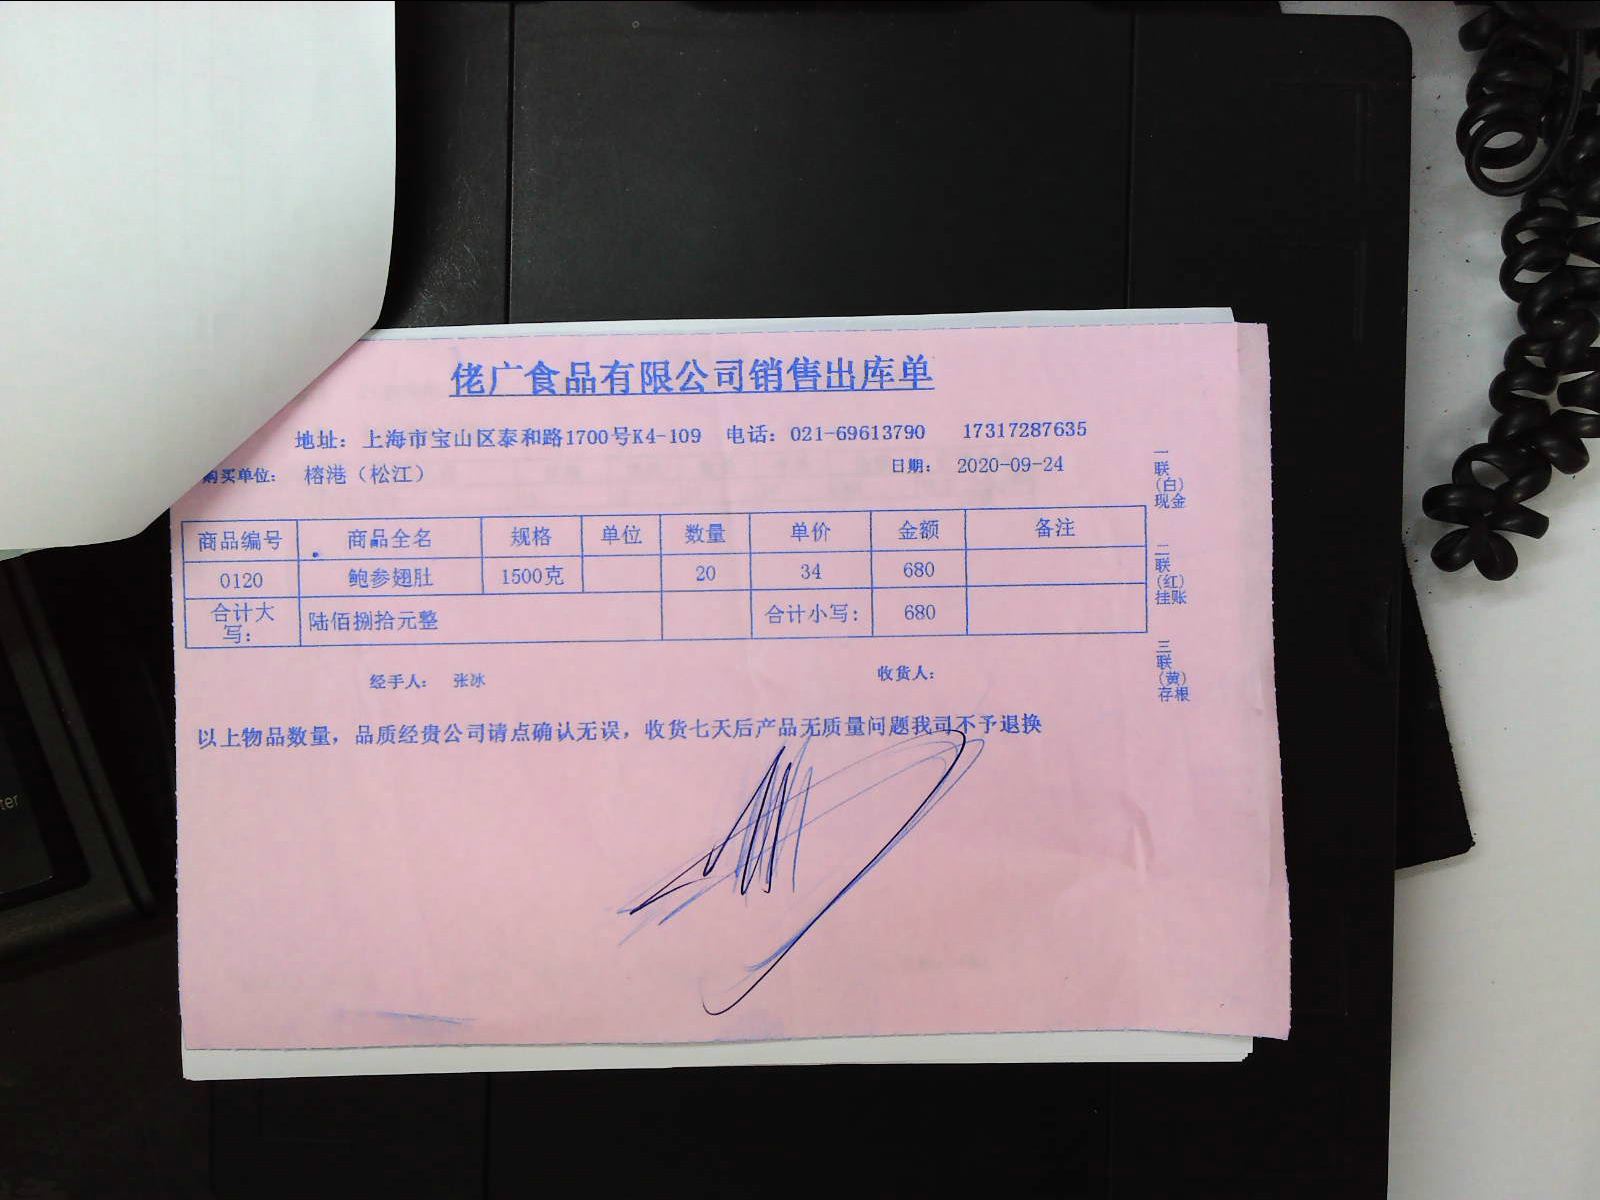 佬广食品有限公司销售出库单
地址：上海市宝山区泰和路1700号K4-109 电话：021-69613790 17317287635
购买单位： 榕港（松江） 日期： 2020-09-24
商品编号 商品全名 规格 单位 数量 单价 金额 备注
0120 鲍参翅肚 1500克 20 34 680
合计大写： 陆佰捌拾元整 合计小写： 680
经手人： 张冰 收货人：
以上物品数量，品质经贵公司请点确认无误，收货七天后产品无质量问题我司不予退换
一联（白）现金
二联（红）挂账
三联（黄）存根